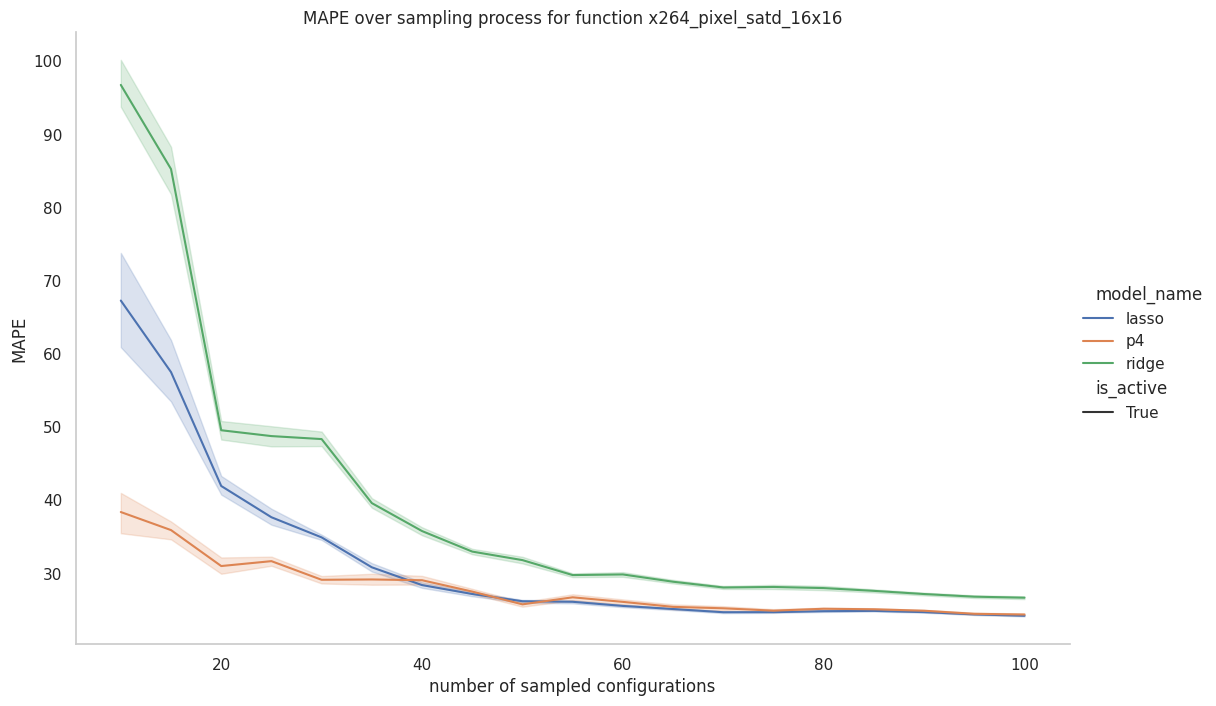 MAPE over sampling process for function x264_pixel_satd_16x16
100
90
80
70
60
50
40
30
MAPE
20
40
60
80
100
number of sampled configurations
model_name
lasso
p4
ridge
is_active
True